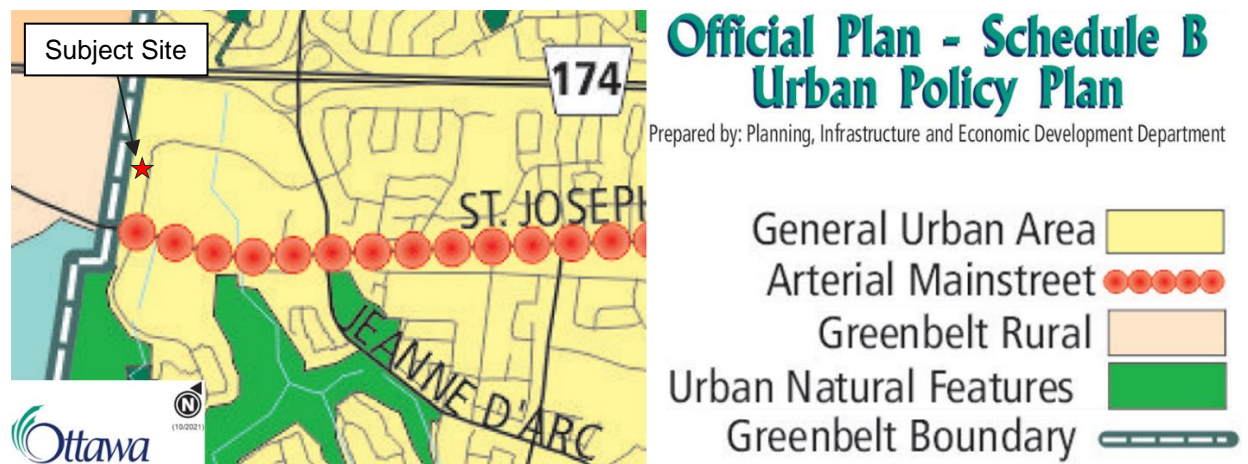 Subject Site
174
ST. JOSEPH
JEANNE D'ARC
N
(10/2021)
Ottawa
Official Plan - Schedule B
Urban Policy Plan
Prepared by: Planning, Infrastructure and Economic Development Department
General Urban Area
Arterial Mainstreet
Greenbelt Rural
Urban Natural Features
Greenbelt Boundary